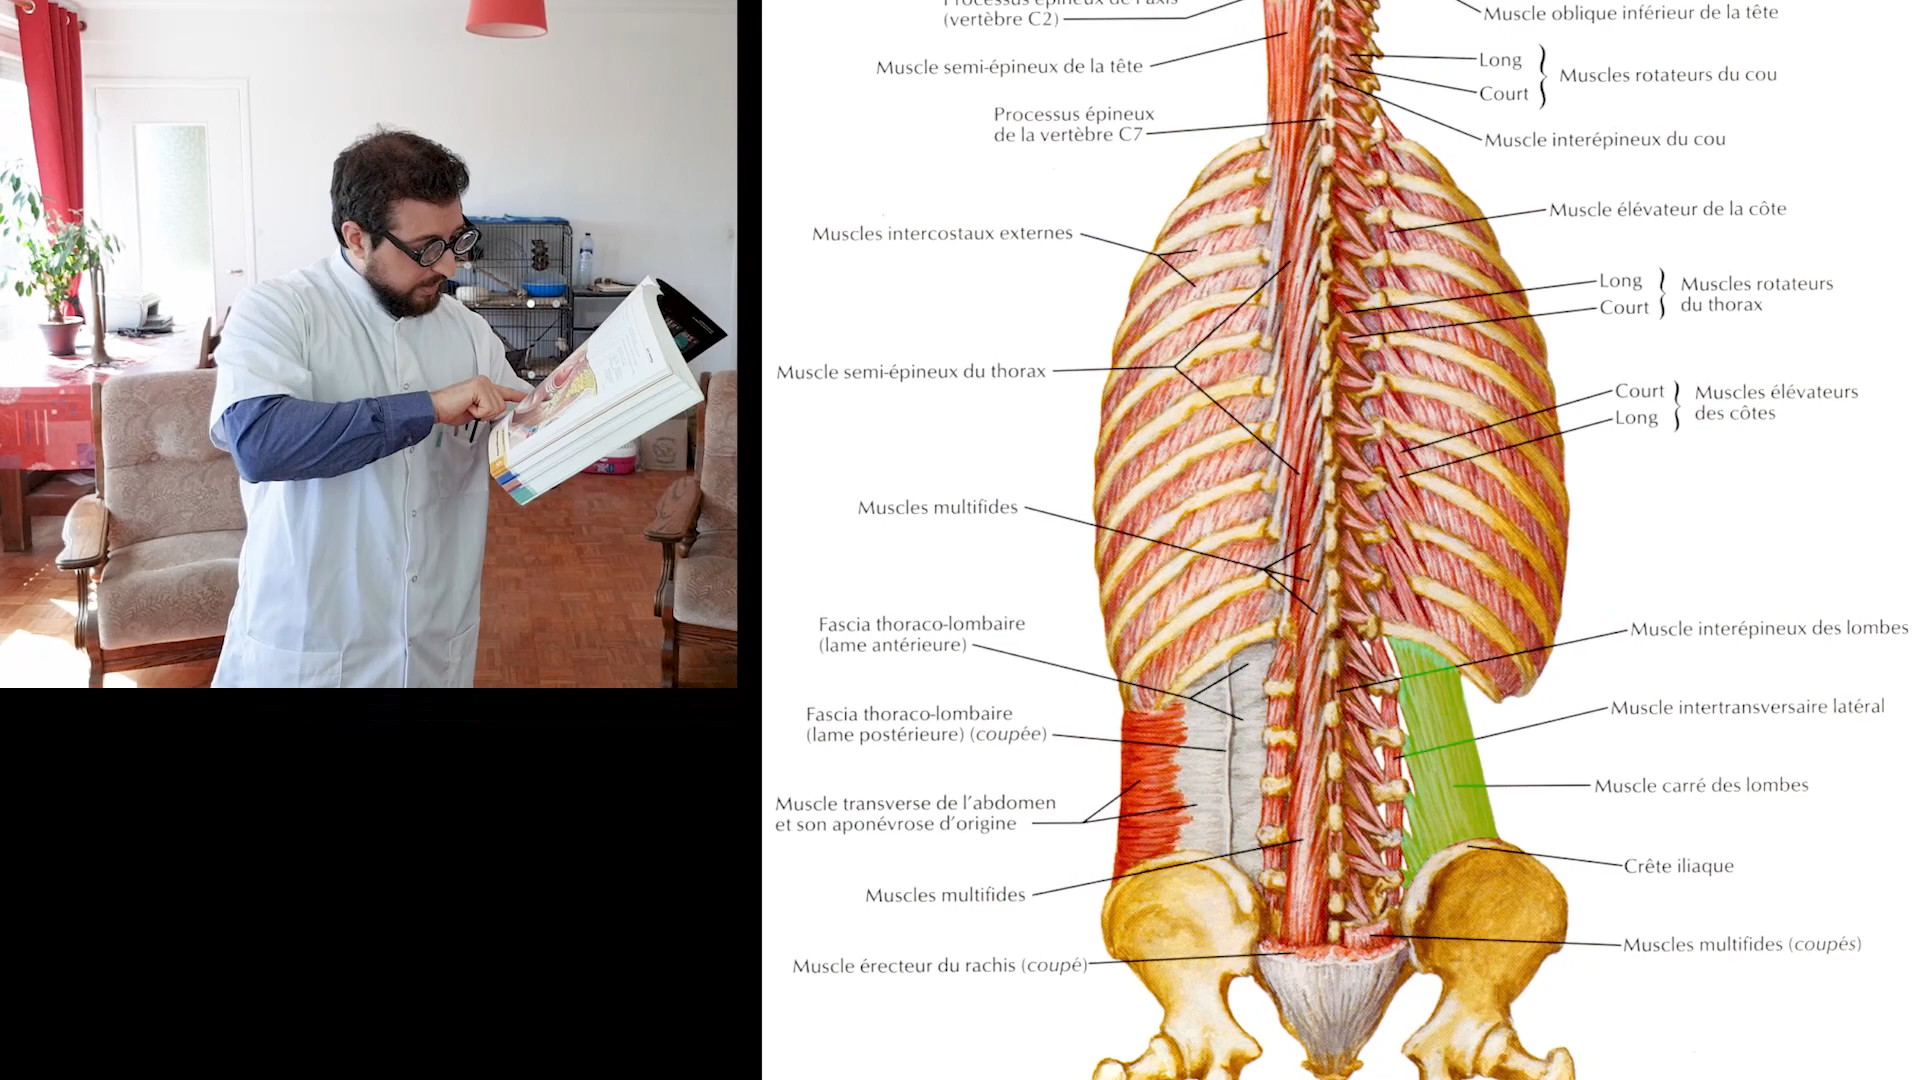 (vertèbre C2)
Muscle semi-épineux de la tête
Processus épineux
de la vertèbre C7
Muscles intercostaux externes
Muscle semi-épineux du thorax
Muscles multifides
Fascia thoraco-lombaire
(lame antérieure)
Fascia thoraco-lombaire
(lame postérieure) (coupée)
Muscle transverse de l'abdomen
et son aponévrose d'origine
Muscles multifides
Muscle érecteur du rachis (coupé)
Muscle oblique inférieur de la tête
Long
Court
Muscles rotateurs du cou
Muscle interépineux du cou
Muscle élévateur de la côte
Long
Court
Muscles rotateurs
du thorax
Court
Long
Muscles élévateurs
des côtes
Muscle interépineux des lombes
Muscle intertransversaire latéral
Muscle carré des lombes
Crête iliaque
Muscles multifides (coupés)